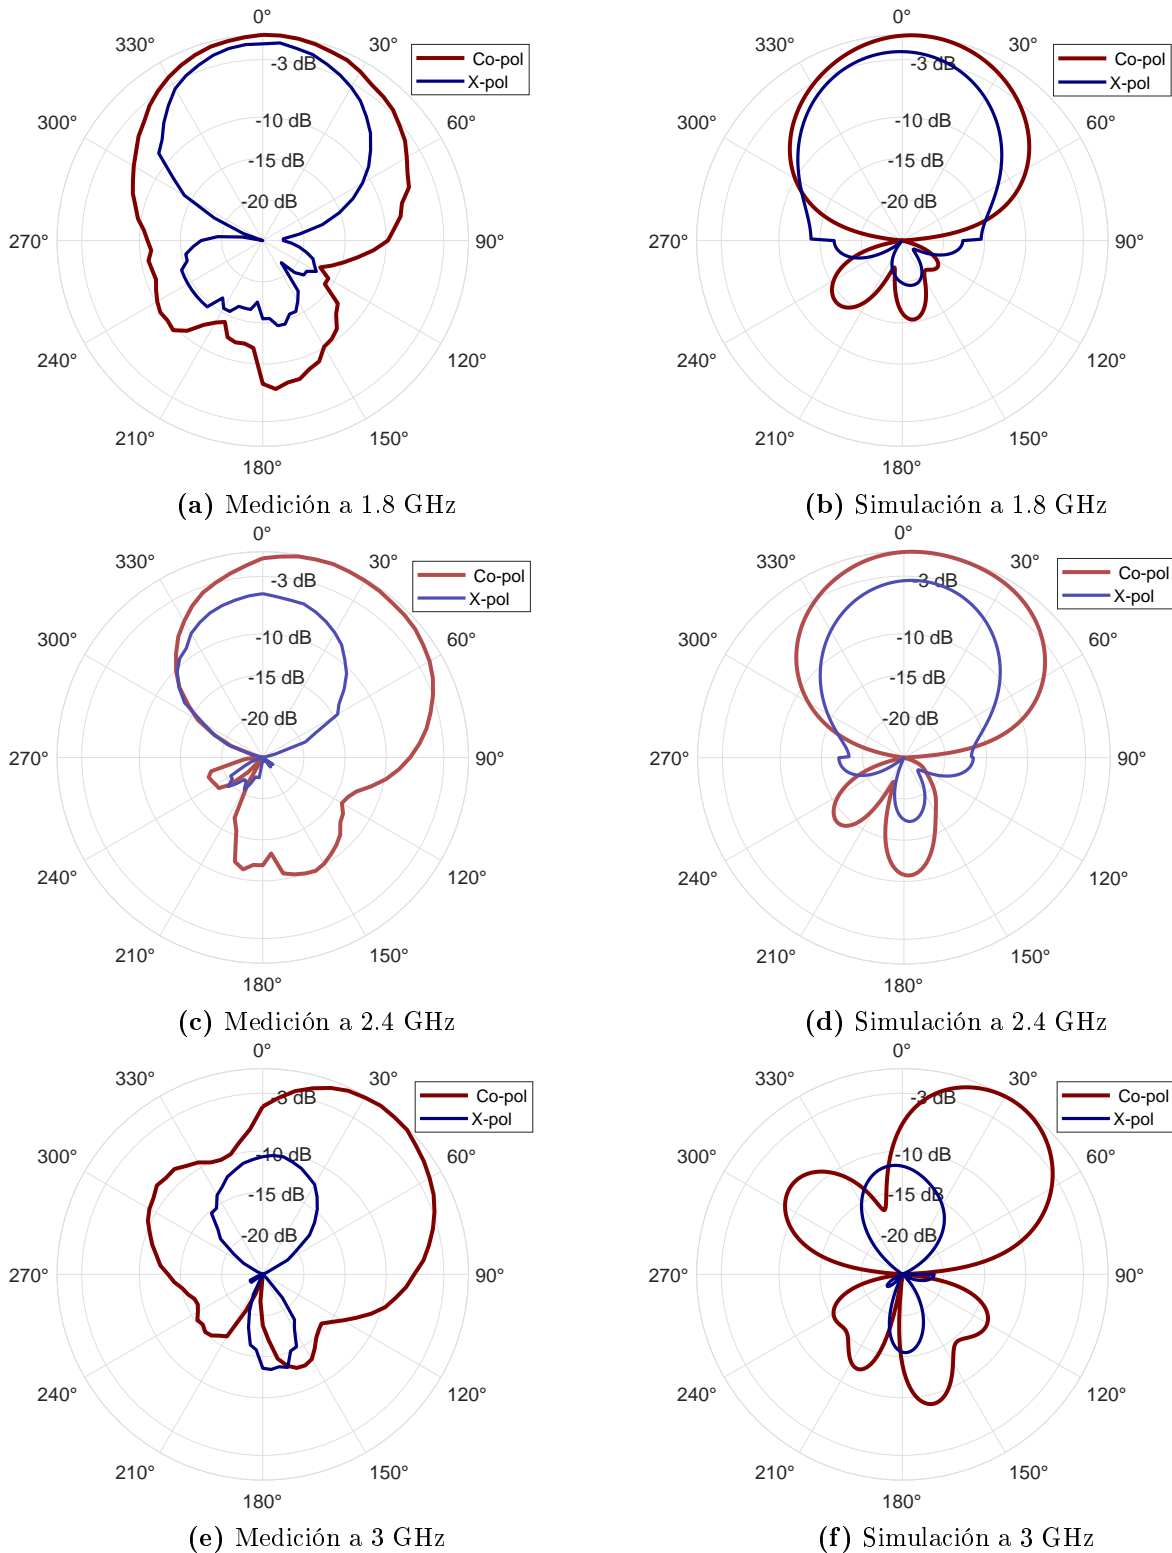 0°
330°
30°
Co-pol
X-pol
-3 dB
300°
60°
-10 dB
-15 dB
-20 dB
270°
90°
240°
120°
210°
150°
180°
(a) Medición a 1.8 GHz
0°
30°
Co-pol
X-pol
330°
-3 dB
300°
60°
-10 dB
-15 dB
-20 dB
270°
90°
240°
120°
210°
150°
180°
(b) Simulación a 1.8 GHz
0°
330°
30°
Co-pol
X-pol
-3 dB
300°
60°
-10 dB
-15 dB
-20 dB
270°
90°
240°
120°
210°
150°
180°
(c) Medición a 2.4 GHz
0°
330°
30°
Co-pol
X-pol
-3 dB
300°
60°
-10 dB
-15 dB
-20 dB
270°
90°
240°
120°
210°
150°
180°
(d) Simulación a 2.4 GHz
0°
330°
30°
Co-pol
X-pol
-3 dB
300°
60°
-10 dB
-15 dB
-20 dB
270°
90°
240°
120°
210°
150°
180°
(e) Medición a 3 GHz
0°
330°
30°
Co-pol
X-pol
-3 dB
300°
60°
-10 dB
-15 dB
-20 dB
270°
90°
240°
120°
210°
150°
180°
(f) Simulación a 3 GHz